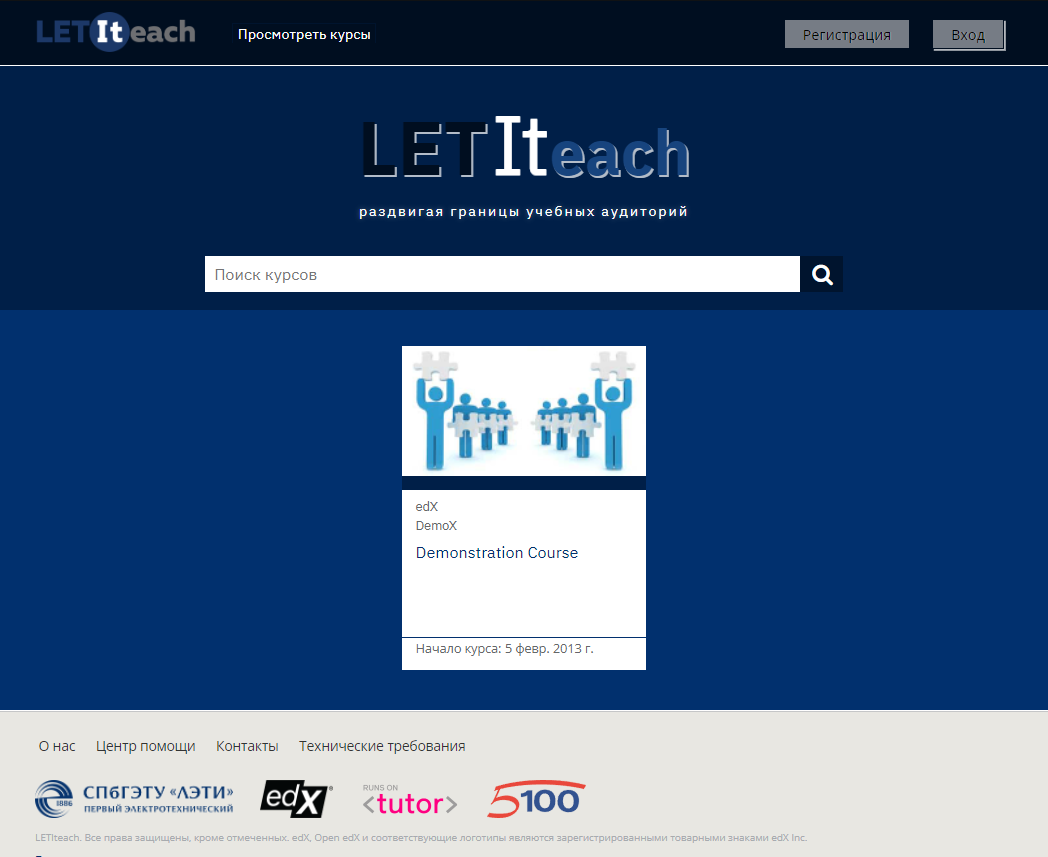 LETIteach
Просмотреть курсы
Регистрация
Вход
LETIteach
раздвигая границы учебных аудиторий
Поиск курсов
edX
DemoX
Demonstration Course
Начало курса: 5 февр. 2013 г.
О нас Центр помощи Контакты Технические требования
1886
СПбГЭТУ «ЛЭТИ»
ПЕРВЫЙ ЭЛЕКТРОТЕХНИЧЕСКИЙ
edX®
RUNS ON
<tutor>
5100
LETIteach. Все права защищены, кроме отмеченных. edX, Open edX и соответствующие логотипы являются зарегистрированными товарными знаками edX Inc.